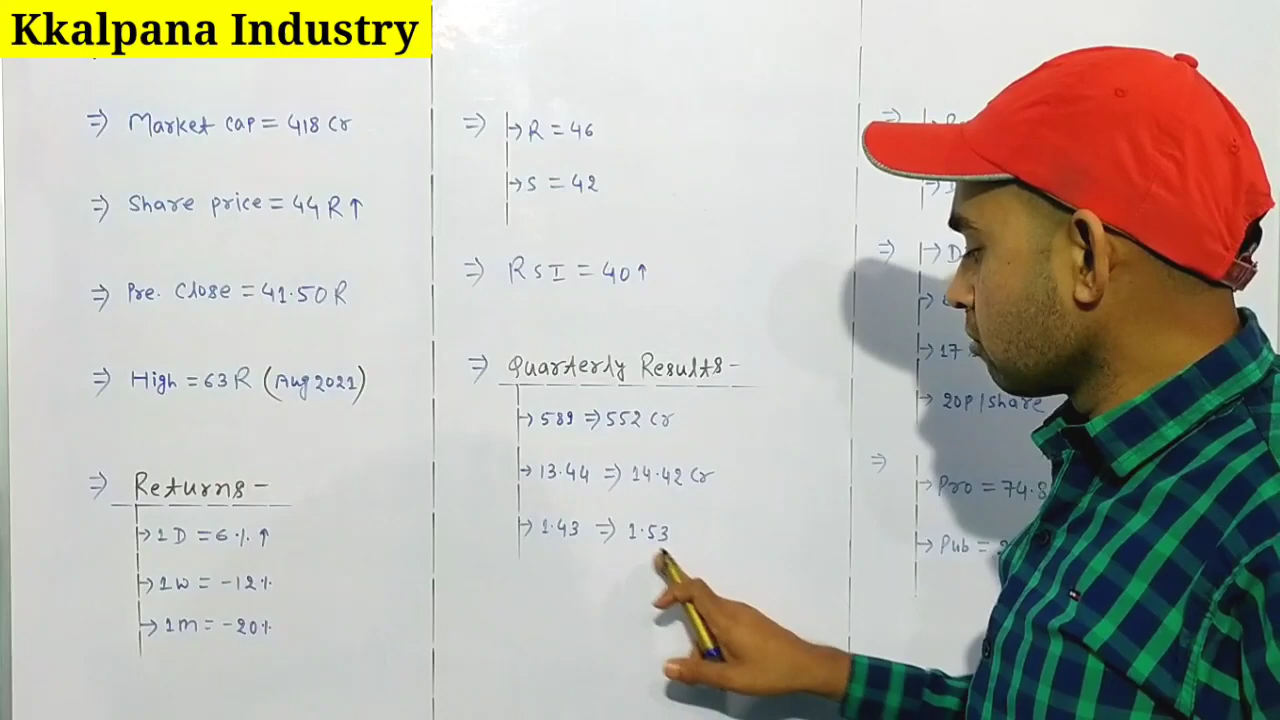 Kkalpana Industry
⇒ Market cap = 418 Cr
⇒ Share price = 44 R ↑
⇒ Pre. Close = 41.50 R
⇒ High = 63 R (Aug 2021)
⇒ Returns -
→ 1 D = 6 % ↑
→ 1 W = -12 %
→ 1 M = -20 %
⇒ → R = 46
→ S = 42
⇒ R S I = 40 ↑
⇒ Quarterly Results -
→ 589 ⇒ 552 Cr
→ 13.44 ⇒ 14.42 Cr
→ 1.43 ⇒ 1.53
→ 17
→ 20P / share
⇒ → Pro = 74.8
→ Pub =